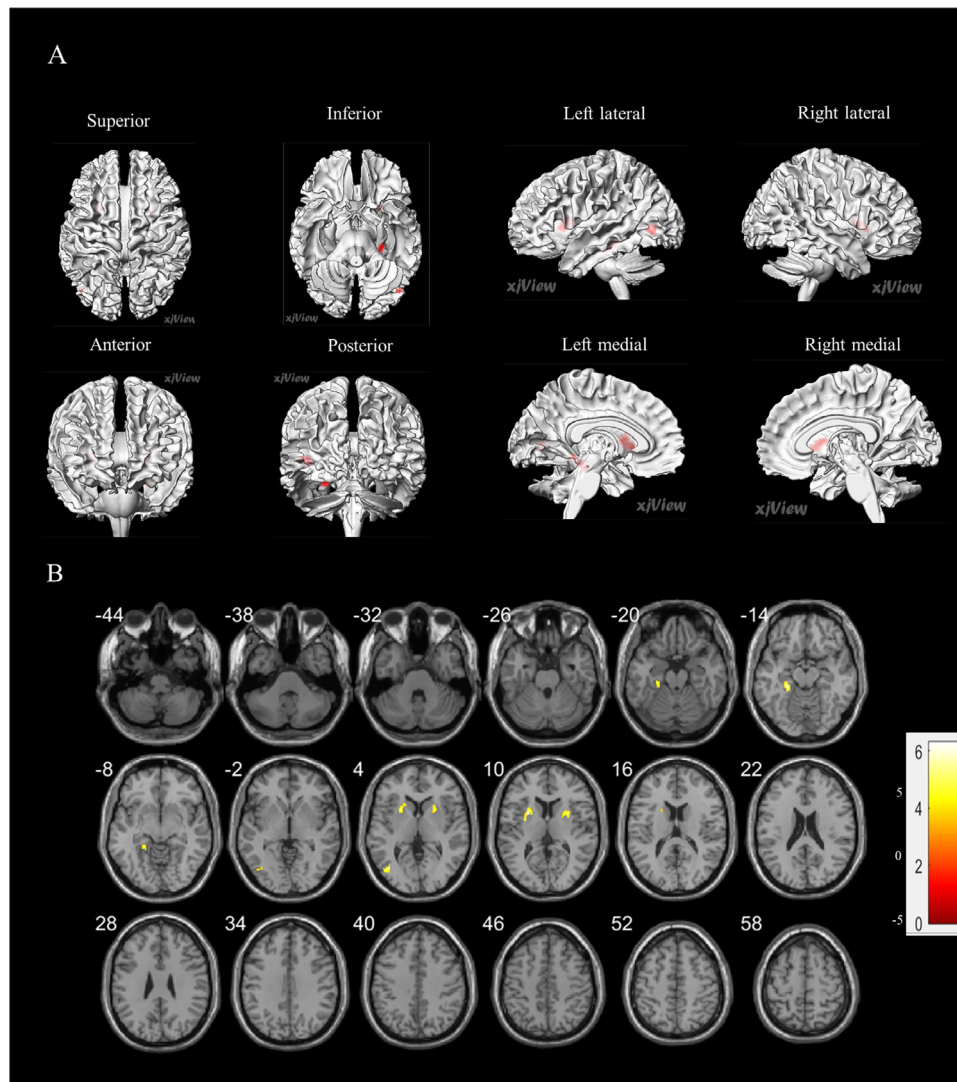 A
Superior
Inferior
Left lateral
Right lateral
xjView
xjView
xjView
xjView
Anterior
Posterior
Left medial
Right medial
xjView
xjView
xjView
xjView
B
-44 -38 -32 -26 -20 -14
-8 -2 4 10 16 22
28 34 40 46 52 58
6
5
4
0
2
-5
0